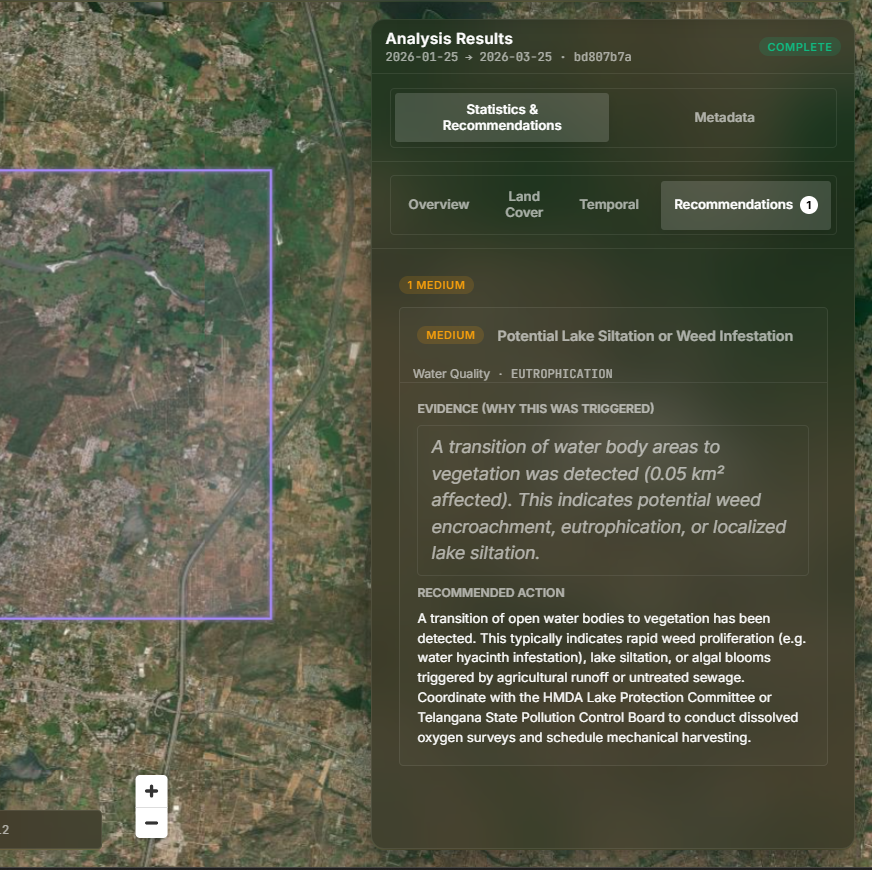 Analysis Results
2026-01-25 → 2026-03-25 · bd807b7a
COMPLETE
Statistics &
Recommendations
Metadata
Overview
Land
Cover
Temporal
Recommendations 1
1 MEDIUM
MEDIUM Potential Lake Siltation or Weed Infestation
Water Quality · EUTROPHICATION
EVIDENCE (WHY THIS WAS TRIGGERED)
A transition of water body areas to
vegetation was detected (0.05 km²
affected). This indicates potential weed
encroachment, eutrophication, or localized
lake siltation.
RECOMMENDED ACTION
A transition of open water bodies to vegetation has been
detected. This typically indicates rapid weed proliferation (e.g.
water hyacinth infestation), lake siltation, or algal blooms
triggered by agricultural runoff or untreated sewage.
Coordinate with the HMDA Lake Protection Committee or
Telangana State Pollution Control Board to conduct dissolved
oxygen surveys and schedule mechanical harvesting.
+
−